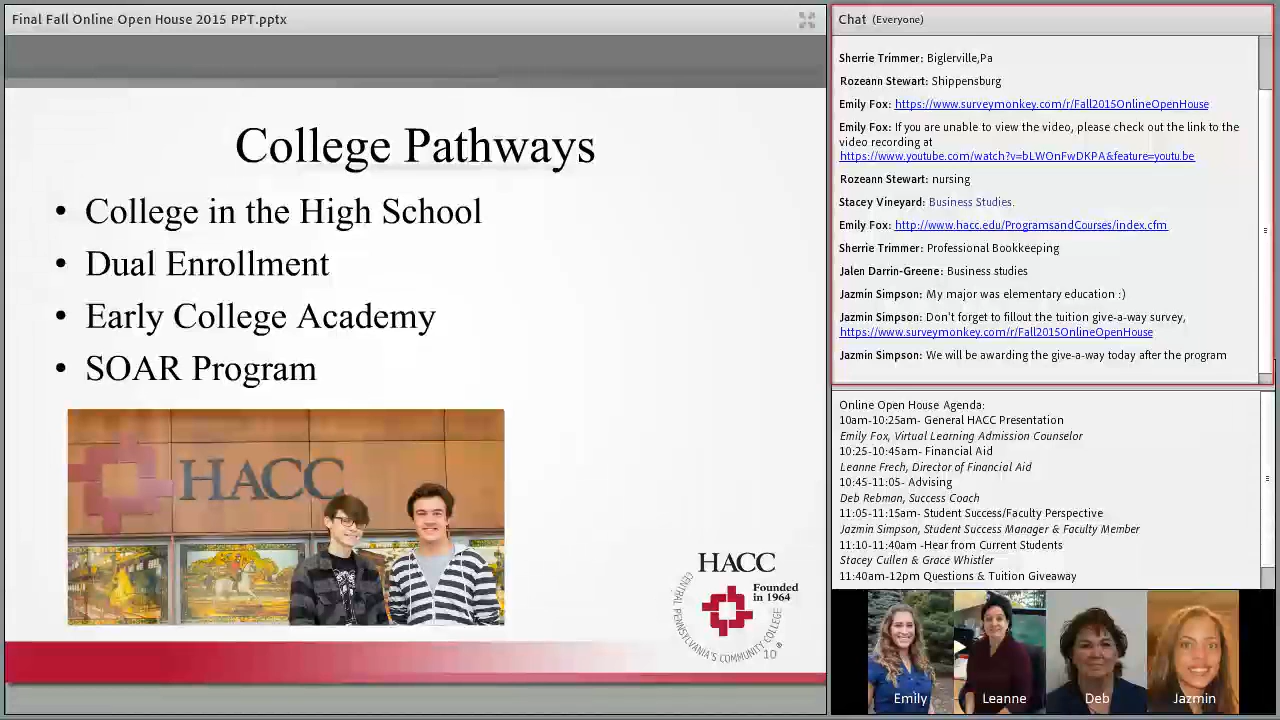 Final Fall Online Open House 2015 PPT.pptx
College Pathways
• College in the High School
• Dual Enrollment
• Early College Academy
• SOAR Program
HACC
HACC
Founded
in 1964
CENTRAL PENNSYLVANIA'S COMMUNITY COLLEGE
10
Chat (Everyone)
Sherrie Trimmer: Biglerville,Pa
Rozeann Stewart: Shippensburg
Emily Fox: https://www.surveymonkey.com/r/Fall2015OnlineOpenHouse
Emily Fox: If you are unable to view the video, please check out the link to the
video recording at
https://www.youtube.com/watch?v=bLWOnFwDKPA&feature=youtu.be
Rozeann Stewart: nursing
Stacey Vineyard: Business Studies.
Emily Fox: http://www.hacc.edu/ProgramsandCourses/index.cfm
Sherrie Trimmer: Professional Bookkeeping
Jalen Darrin-Greene: Business studies
Jazmin Simpson: My major was elementary education :)
Jazmin Simpson: Don't forget to fillout the tuition give-a-way survey,
https://www.surveymonkey.com/r/Fall2015OnlineOpenHouse
Jazmin Simpson: We will be awarding the give-a-way today after the program
Online Open House Agenda:
10am-10:25am- General HACC Presentation
Emily Fox, Virtual Learning Admission Counselor
10:25-10:45am- Financial Aid
Leanne Frech, Director of Financial Aid
10:45-11:05- Advising
Deb Rebman, Success Coach
11:05-11:15am- Student Success/Faculty Perspective
Jazmin Simpson, Student Success Manager & Faculty Member
11:10-11:40am -Hear from Current Students
Stacey Cullen & Grace Whistler
11:40am-12pm Questions & Tuition Giveaway
Emily
Leanne
Deb
Jazmin